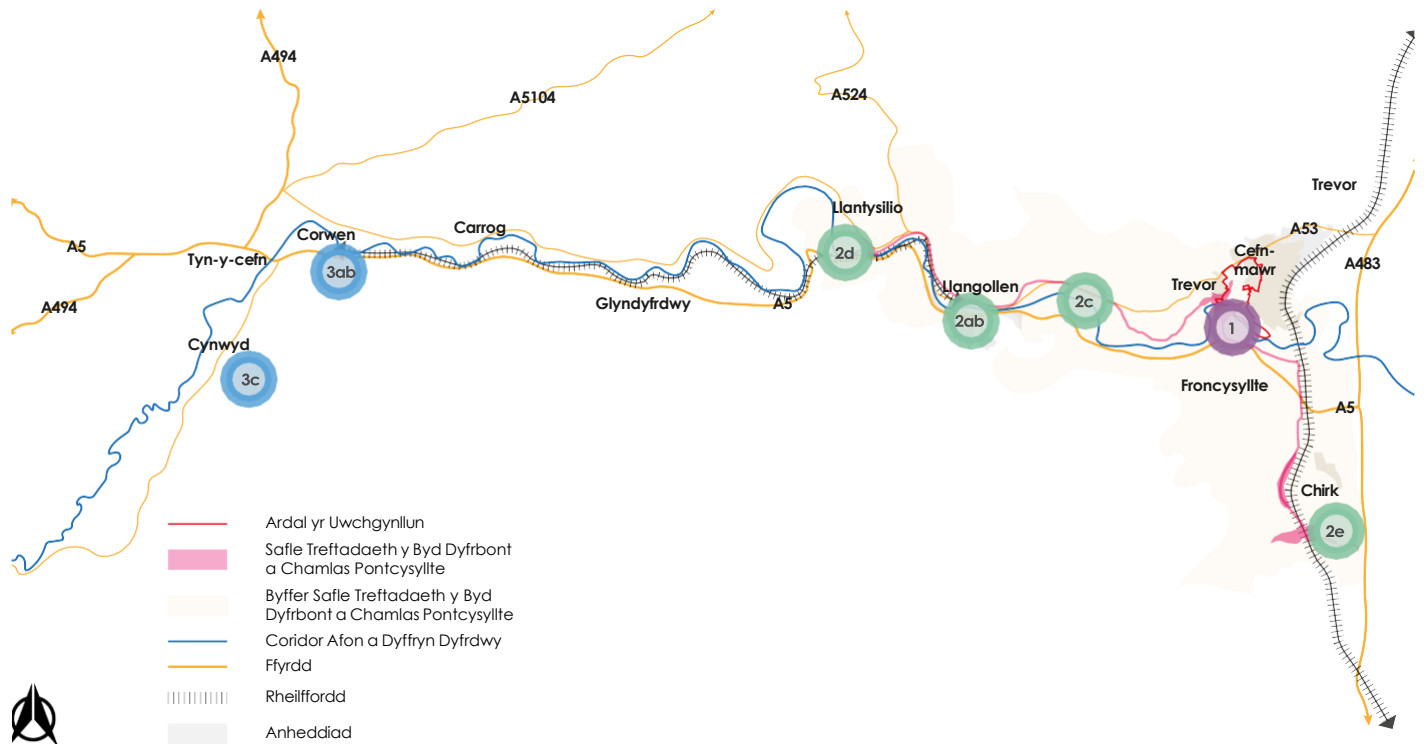 A494
A5104
A524
Trevor
Llantysilio
Carrog
A53
Corwen
Cefn-
mawr
A5
Tyn-y-cefn
2d
A483
3ab
Trevor
Llangollen
2c
A494
Glyndyfrdwy
A5
2ab
1
Cynwyd
3c
Froncysyllte
A5
Chirk
2e
Ardal yr Uwchgynllun
Safle Treftadaeth y Byd Dyfrbont
a Chamlas Pontcysyllte
Byffer Safle Treftadaeth y Byd
Dyfrbont a Chamlas Pontcysyllte
Coridor Afon a Dyffryn Dyfrdwy
Ffyrdd
Rheilffordd
Anheddiad